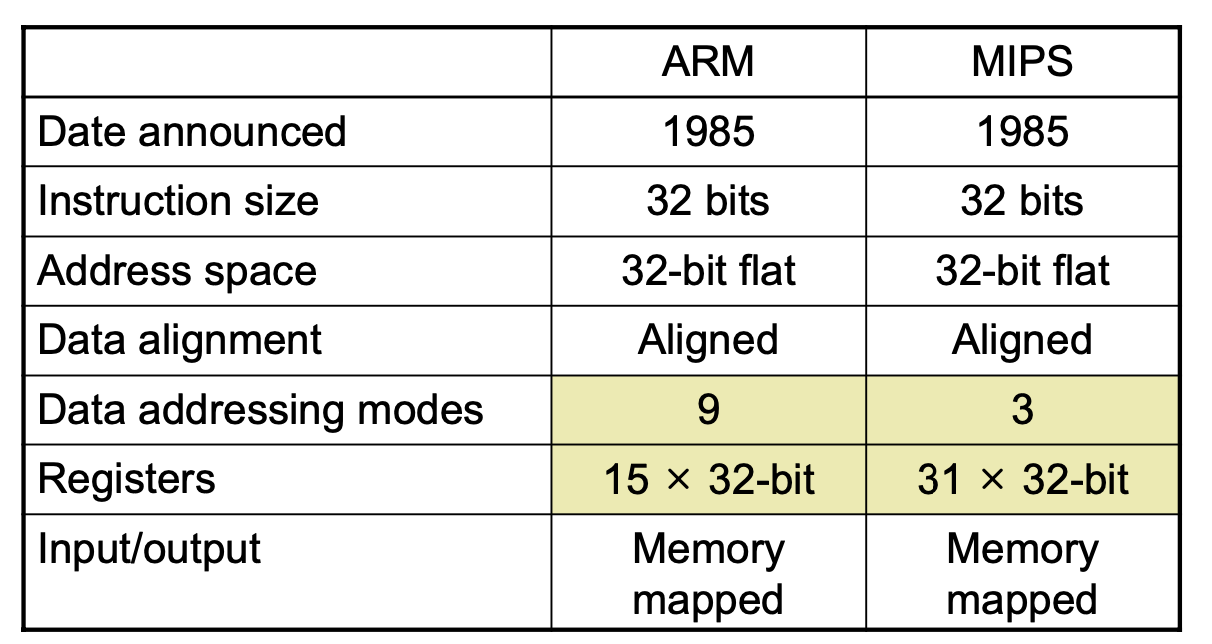 ARM MIPS
Date announced 1985 1985
Instruction size 32 bits 32 bits
Address space 32-bit flat 32-bit flat
Data alignment Aligned Aligned
Data addressing modes 9 3
Registers 15 × 32-bit 31 × 32-bit
Input/output Memory Memory
mapped mapped